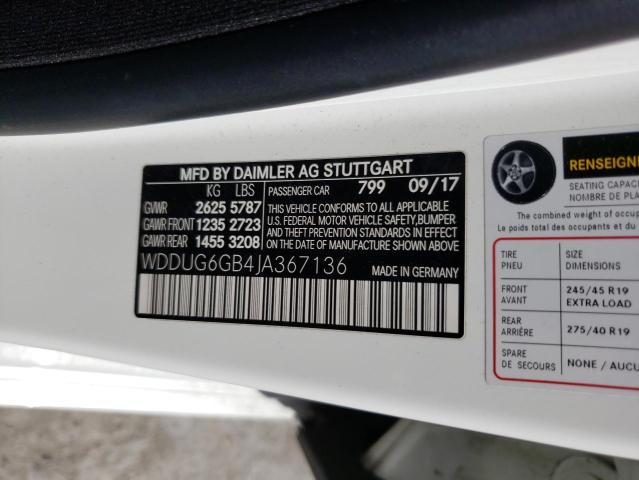 MFD BY DAIMLER AG STUTTGART
KG LBS PASSENGER CAR 799 09/17
GVWR 2625 5787
GAWR FRONT 1235 2723
GAWR REAR 1455 3208
THIS VEHICLE CONFORMS TO ALL APPLICABLE
U.S. FEDERAL MOTOR VEHICLE SAFETY, BUMPER
AND THEFT PREVENTION STANDARDS IN EFFECT
ON THE DATE OF MANUFACTURE SHOWN ABOVE.
WDDUG6GB4JA367136 MADE IN GERMANY
RENSEIGNE
SEATING CAPAC
NOMBRE DE PLA
The combined weight of occup
Le poids total des occupants et du
TIRE SIZE
PNEU DIMENSIONS
FRONT 245/45 R19
AVANT EXTRA LOAD
REAR 275/40 R19
ARRIÈRE
SPARE NONE / AUCU
DE SECOURS